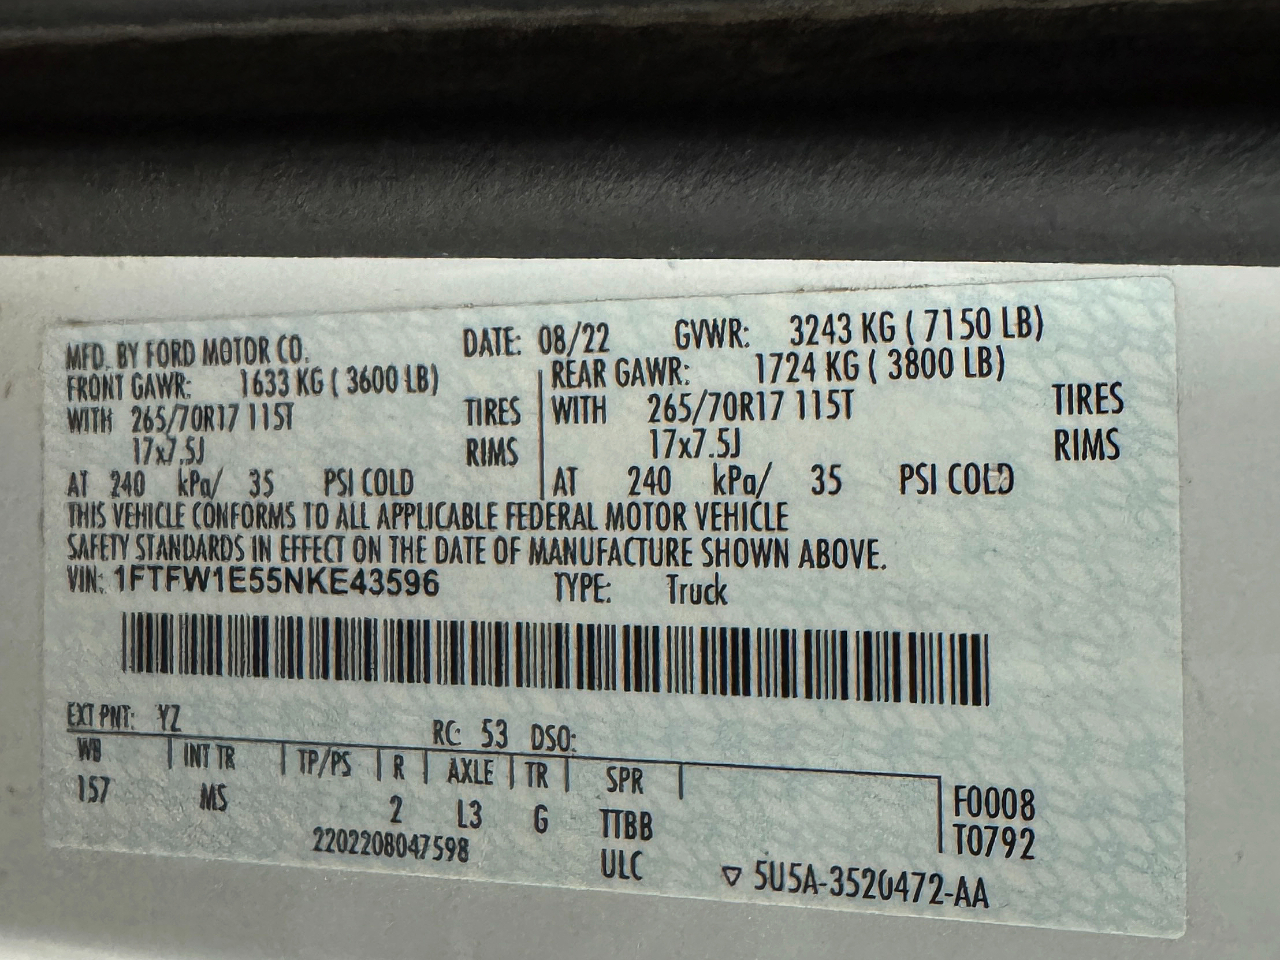 MFD. BY FORD MOTOR CO. DATE: 08/22 GVWR: 3243 KG ( 7150 LB)
FRONT GAWR: 1633 KG ( 3600 LB) REAR GAWR: 1724 KG ( 3800 LB)
WITH 265/70R17 115T TIRES WITH 265/70R17 115T TIRES
17x7.5J RIMS 17x7.5J RIMS
AT 240 kPa/ 35 PSI COLD AT 240 kPa/ 35 PSI COLD
THIS VEHICLE CONFORMS TO ALL APPLICABLE FEDERAL MOTOR VEHICLE
SAFETY STANDARDS IN EFFECT ON THE DATE OF MANUFACTURE SHOWN ABOVE.
VIN: 1FTFW1E55NKE43596 TYPE: Truck
EXT PNT: YZ RC: 53 DSO:
WB INT TR TP/PS R AXLE TR SPR F0008
157 MS 2 L3 G TTBB T0792
2202208047598 ULC ▽ 5U5A-3520472-AA